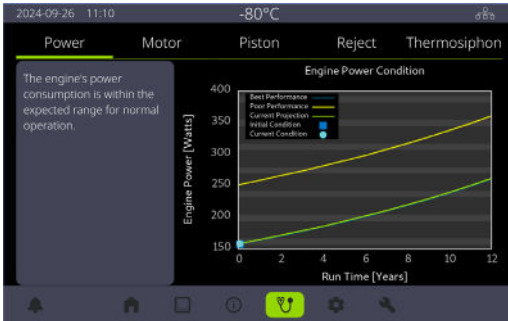 2024-09-26 11:10
-80°C
Power Motor Piston Reject Thermosiphon
The engine's power
consumption is within the
expected range for normal
operation.
Engine Power Condition
Engine Power [Watts]
400
350
300
250
200
150
Best Performance
Poor Performance
Current Projection
Initial Condition
Current Condition
0 2 4 6 8 10 12
Run Time [Years]